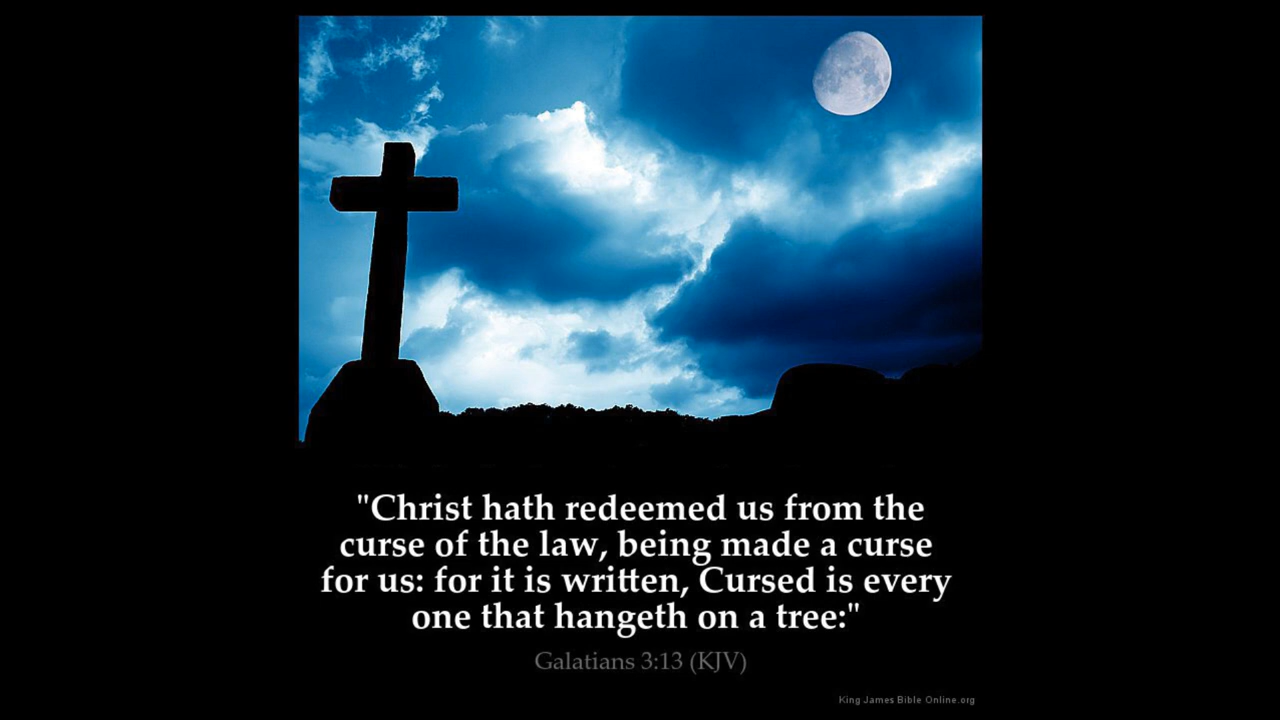 "Christ hath redeemed us from the
curse of the law, being made a curse
for us: for it is written, Cursed is every
one that hangeth on a tree:"
Galatians 3:13 (KJV)
King James Bible Online.org